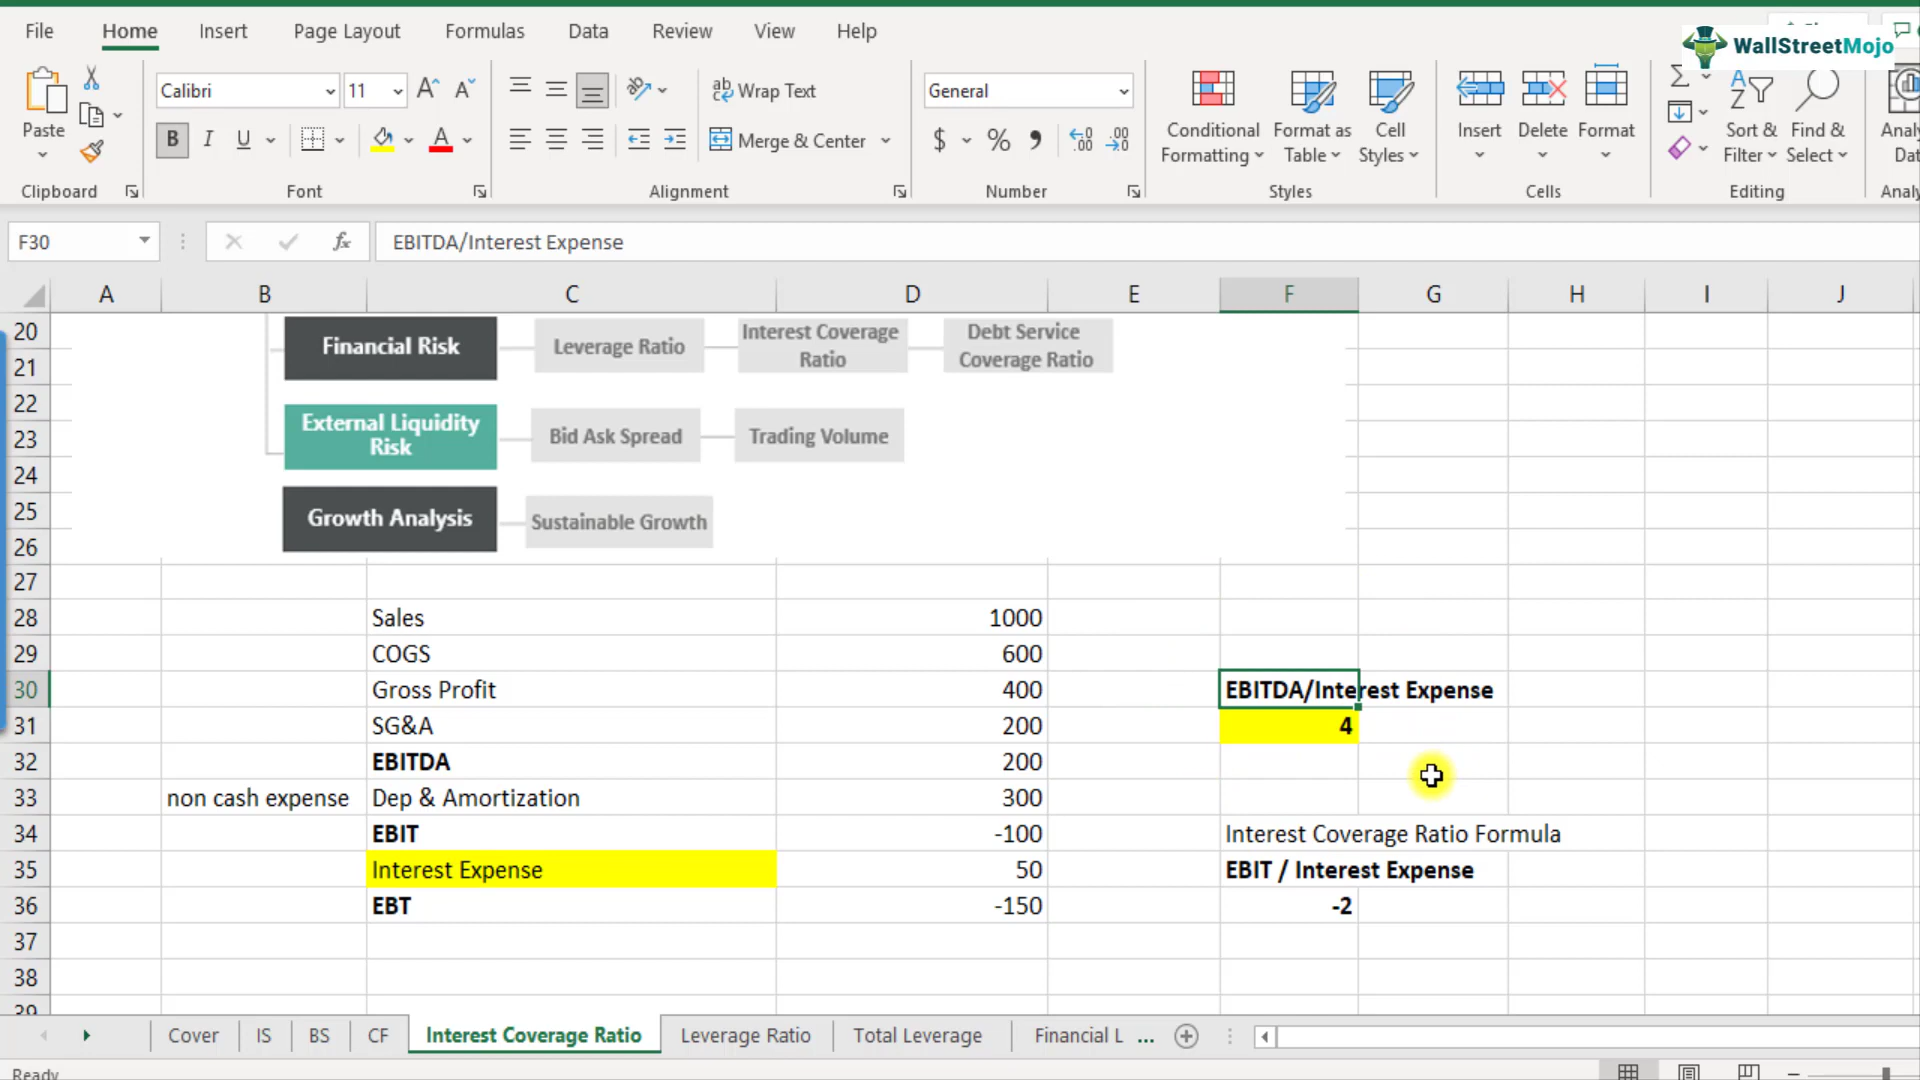 File Home Insert Page Layout Formulas Data Review View Help
WallStreetMojo
Calibri 11 Wrap Text General
Paste Merge & Center $ % Conditional Formatting Format as Table Cell Styles Insert Delete Format Sort & Filter Find & Select
Clipboard Font Alignment Number Styles Cells Editing
F30 fx EBITDA/Interest Expense
A B C D E F G H I J
20 Financial Risk Leverage Ratio Interest Coverage Ratio Debt Service Coverage Ratio
21
22
23 External Liquidity Risk Bid Ask Spread Trading Volume
24
25 Growth Analysis Sustainable Growth
26
27
28 Sales 1000
29 COGS 600
30 Gross Profit 400 EBITDA/Interest Expense
31 SG&A 200 4
32 EBITDA 200
33 non cash expense Dep & Amortization 300
34 EBIT -100 Interest Coverage Ratio Formula
35 Interest Expense 50 EBIT / Interest Expense
36 EBT -150 -2
37
38
39
Cover IS BS CF Interest Coverage Ratio Leverage Ratio Total Leverage Financial L ...
Ready